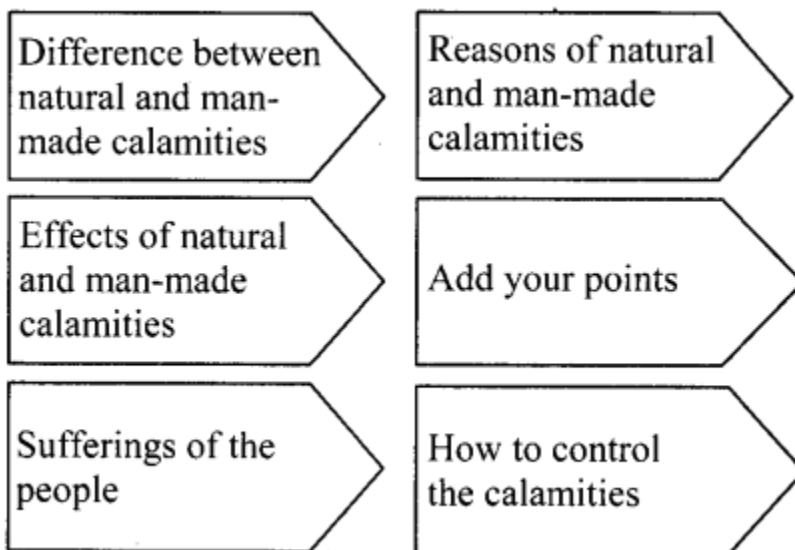 Difference between
natural and man-
made calamities
Reasons of natural
and man-made
calamities
Effects of natural
and man-made
calamities
Add your points
Sufferings of the
people
How to control
the calamities